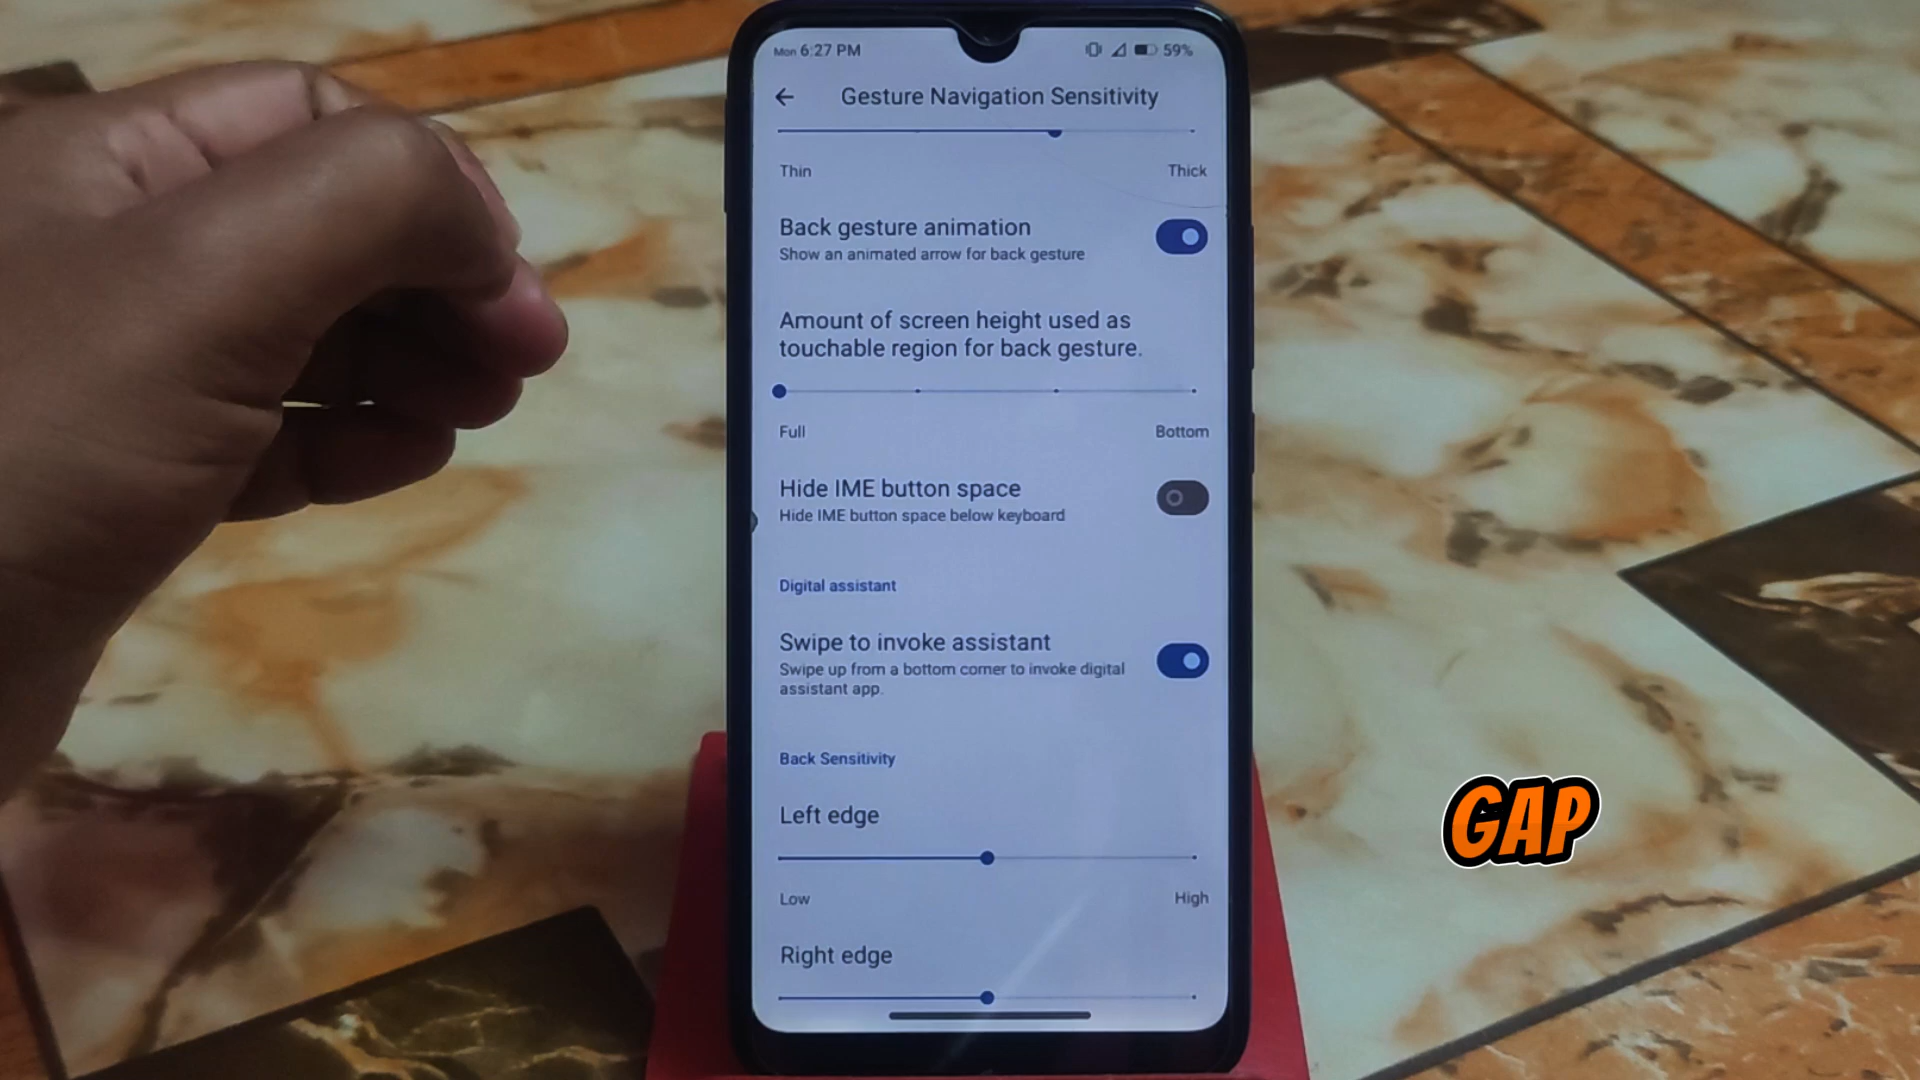 Mon 6:27 PM
59%
Gesture Navigation Sensitivity
Thin
Thick
Back gesture animation
Show an animated arrow for back gesture
Amount of screen height used as
touchable region for back gesture.
Full
Bottom
Hide IME button space
Hide IME button space below keyboard
Digital assistant
Swipe to invoke assistant
Swipe up from a bottom corner to invoke digital
assistant app.
Back Sensitivity
Left edge
Low
High
Right edge
GAP